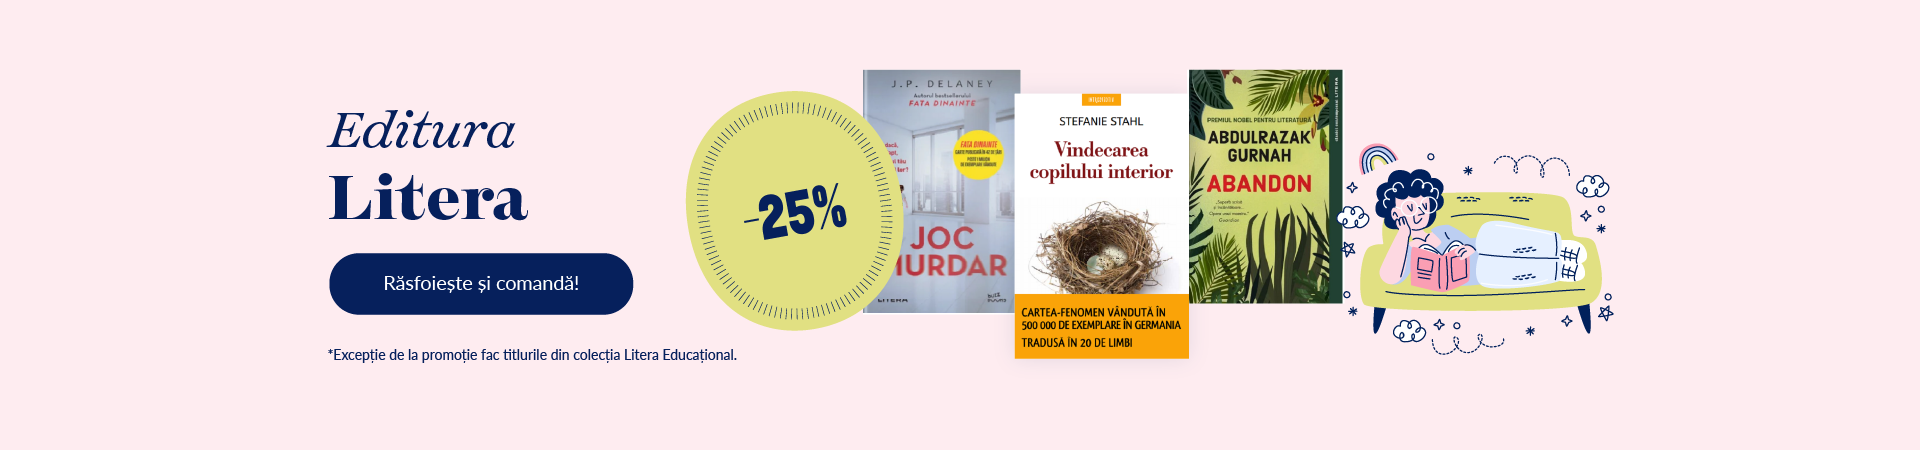 Editura
Litera
Răsfoiește și comandă!
*Excepție de la promoție fac titlurile din colecția Litera Educațional.
-25%
J.P. DELANEY
Autorul bestsellerului
FATA DINAINTE
FATA DINAINTE
JOC
MURDAR
LITERA
STEFANIE STAHL
Vindecarea
copilului interior
CARTEA-FENOMEN VÂNDUTĂ ÎN
500 000 DE EXEMPLARE ÎN GERMANIA
TRADUSĂ ÎN 20 DE LIMBI
PREMIUL NOBEL PENTRU LITERATURĂ
ABDULRAZAK
GURNAH
ABANDON